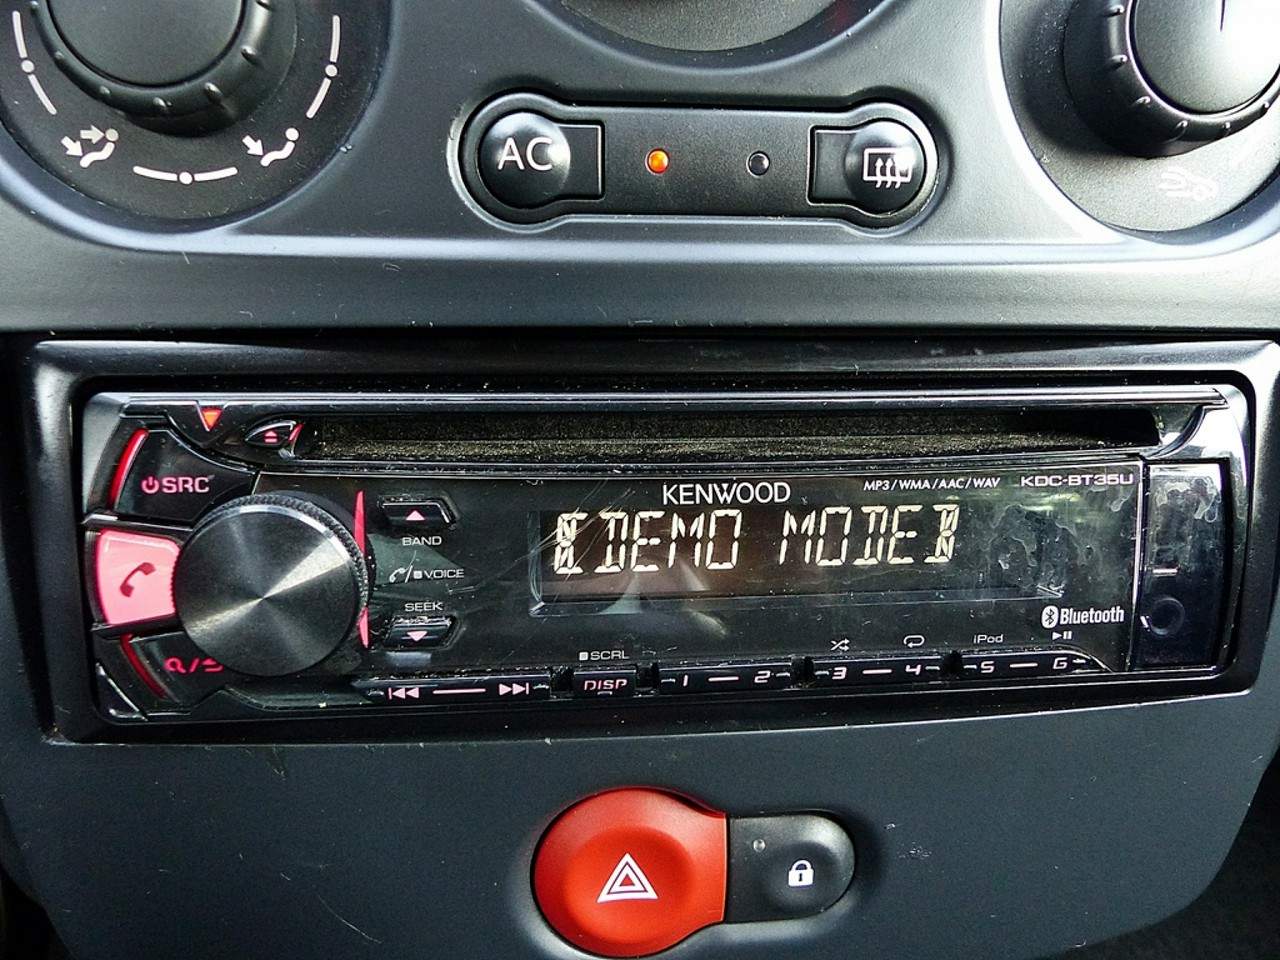 AC
KENWOOD MP3/WMA/AAC/WAV KDC-BT35U
SRC
[DEMO MODE]
BAND
VOICE
SEEK
Bluetooth
SCRL
iPod
DISP 1 2 3 4 5 6